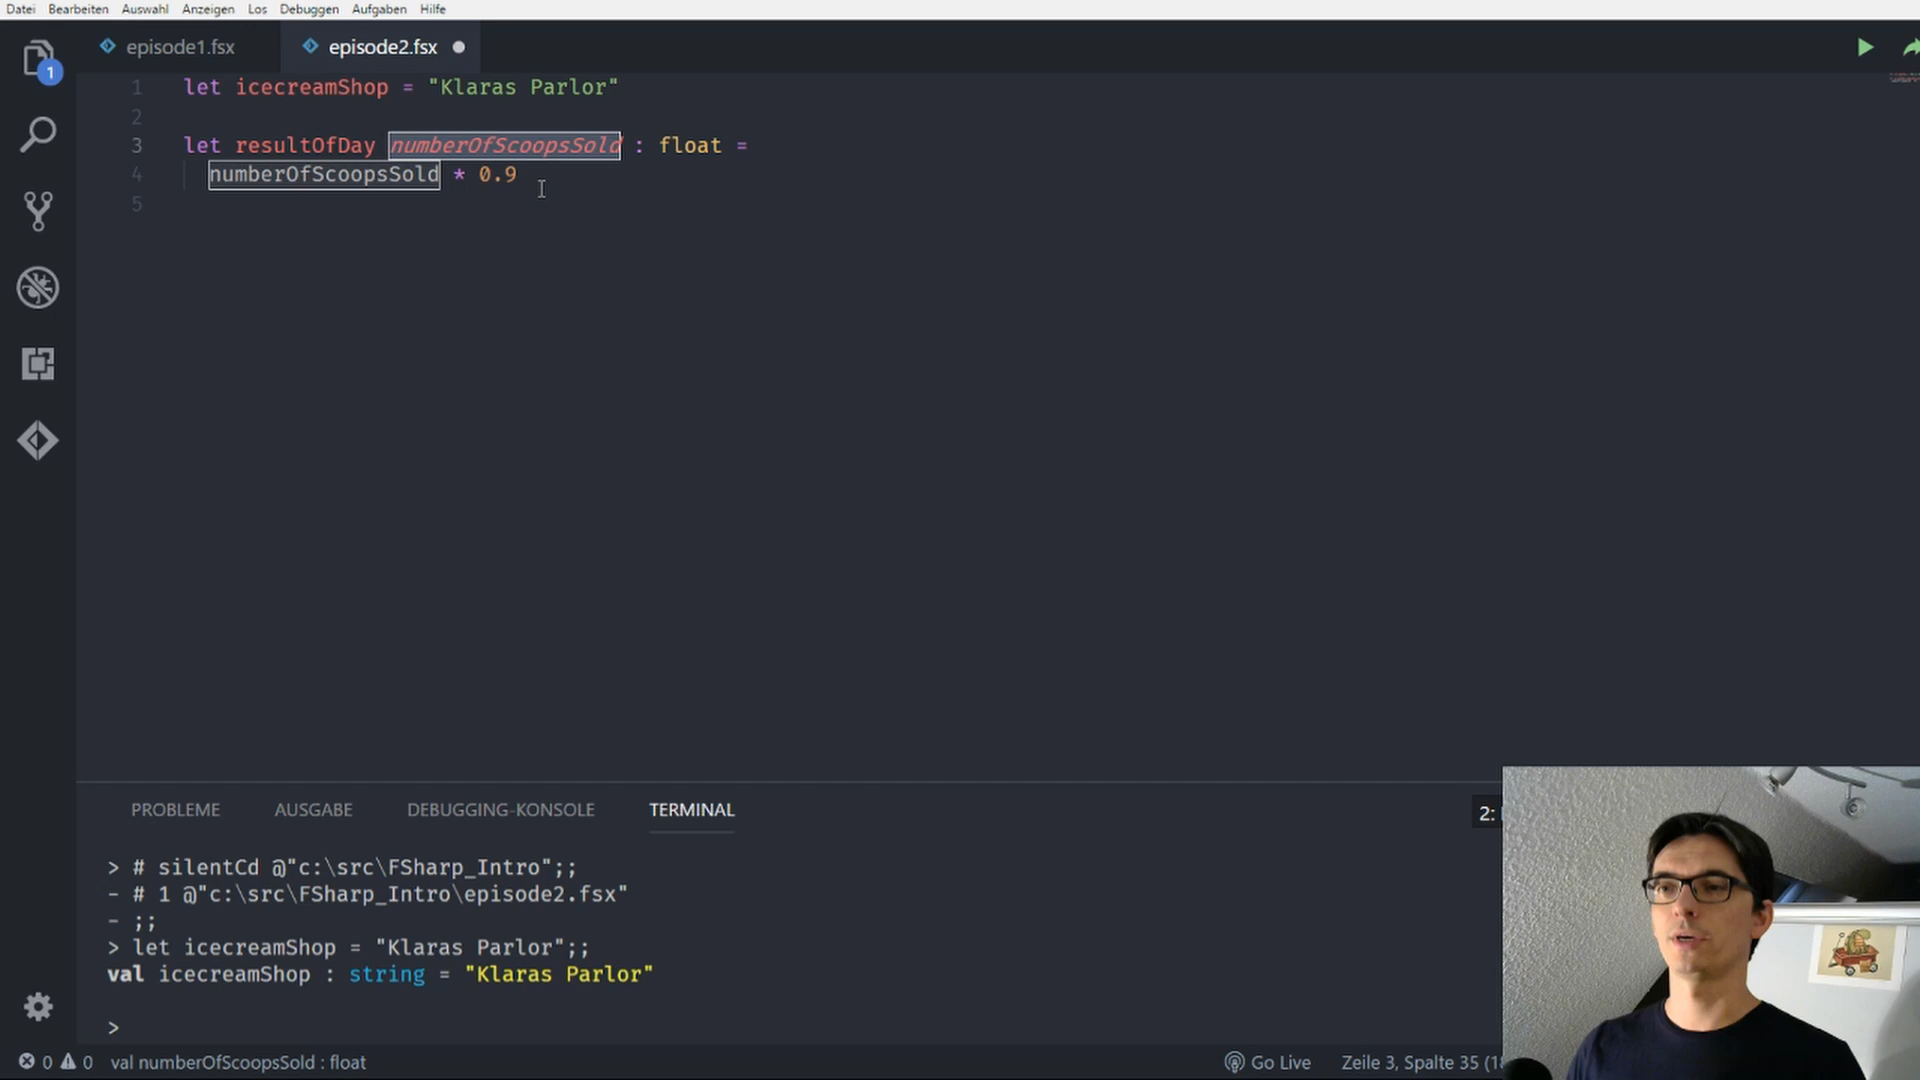 Datei Bearbeiten Auswahl Anzeigen Los Debuggen Aufgaben Hilfe
episode1.fsx episode2.fsx
1
1 let icecreamShop = "Klaras Parlor"
2
3 let resultOfDay numberOfScoopsSold : float =
4 numberOfScoopsSold * 0.9
5
PROBLEME AUSGABE DEBUGGING-KONSOLE TERMINAL 2:
> # silentCd @"c:\src\FSharp_Intro";;
- # 1 @"c:\src\FSharp_Intro\episode2.fsx"
- ;;
> let icecreamShop = "Klaras Parlor";;
val icecreamShop : string = "Klaras Parlor"
>
0 0 val numberOfScoopsSold : float Go Live Zeile 3, Spalte 35